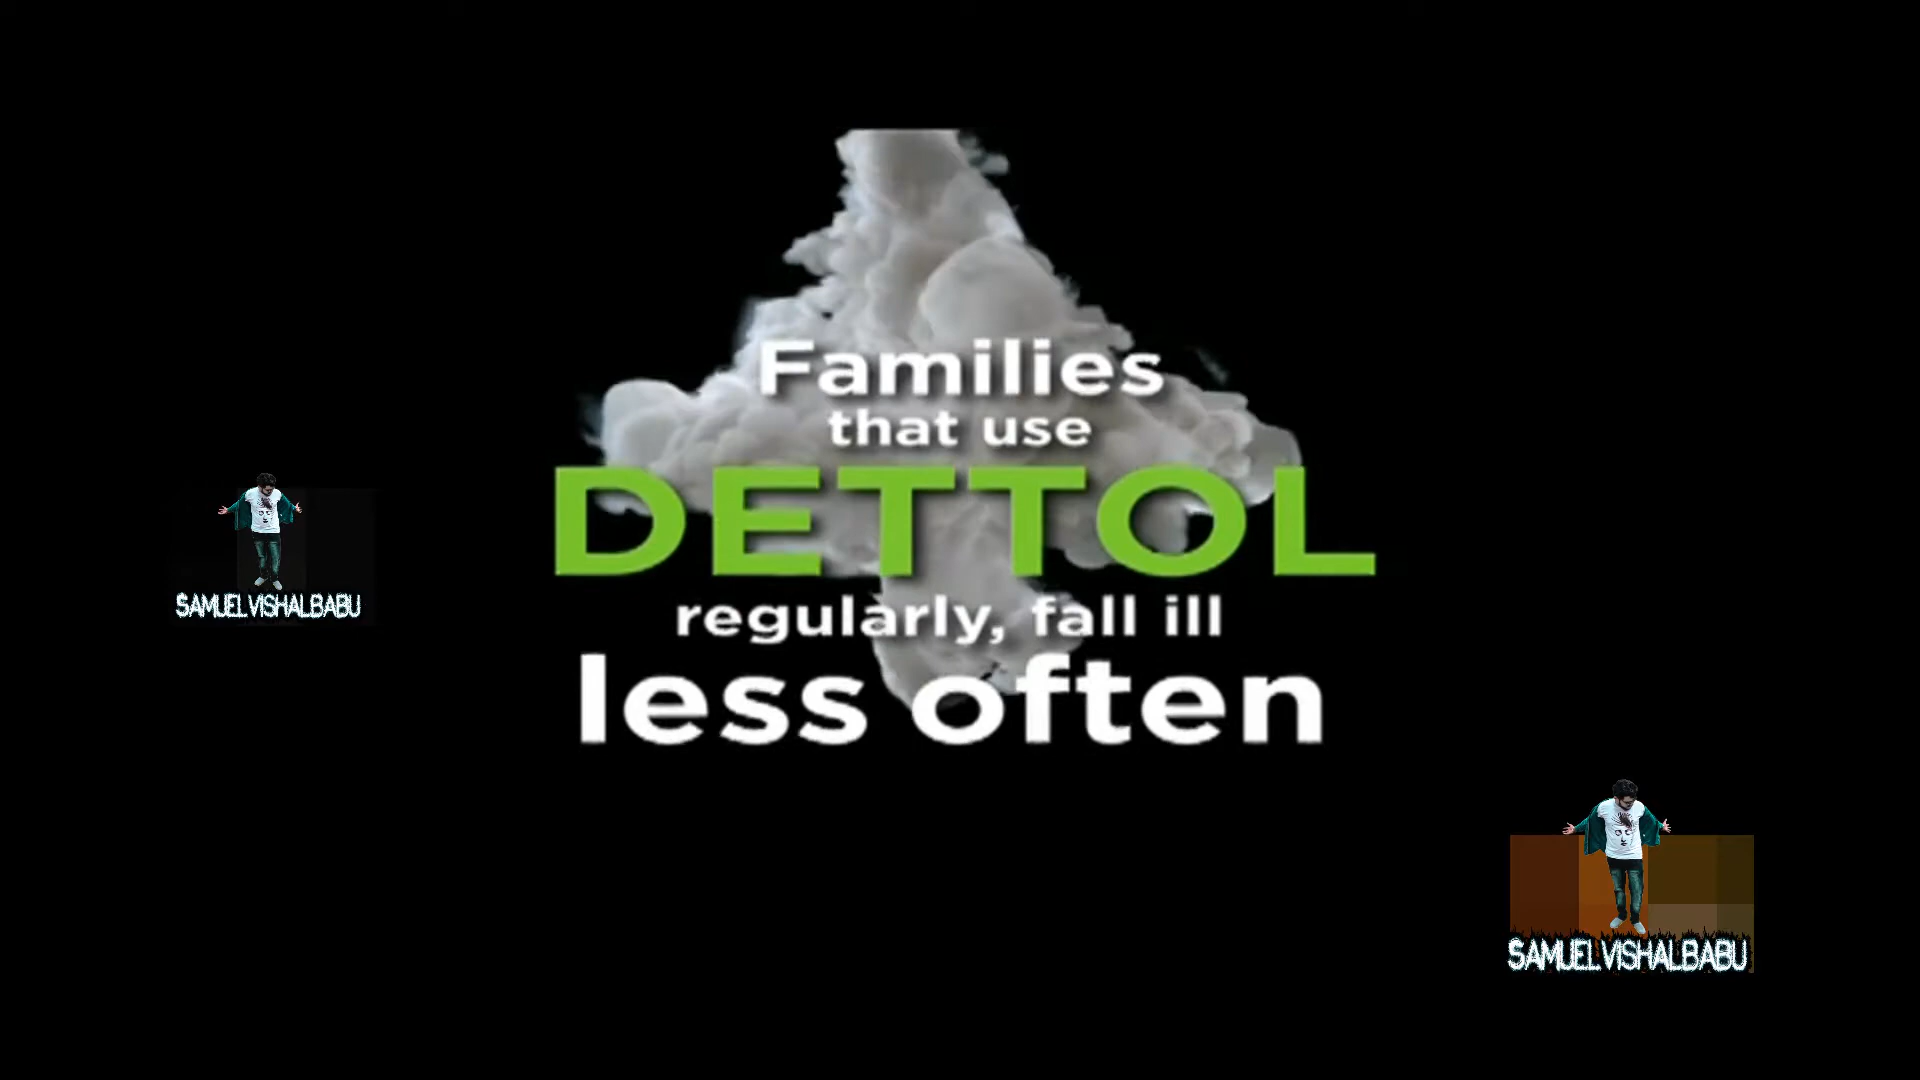 Families
that use
DETTOL
regularly, fall ill
less often
SAMUEL VISHALBABU
SAMUEL VISHALBABU